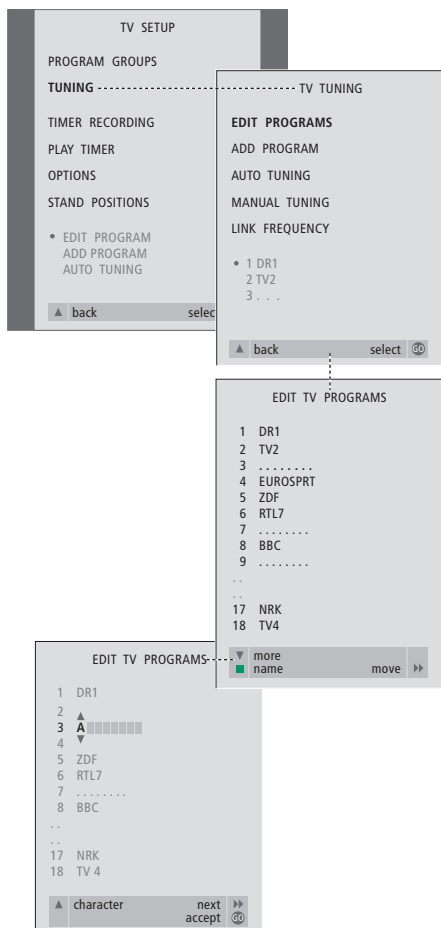 TV SETUP
PROGRAM GROUPS
TUNING
TIMER RECORDING
PLAY TIMER
OPTIONS
STAND POSITIONS
• EDIT PROGRAM
ADD PROGRAM
AUTO TUNING
▲ back selec
TV TUNING
EDIT PROGRAMS
ADD PROGRAM
AUTO TUNING
MANUAL TUNING
LINK FREQUENCY
• 1 DR1
2 TV2
3 . . .
▲ back select GO
EDIT TV PROGRAMS
1 DR1
2 TV2
3 ........
4 EUROSPRT
5 ZDF
6 RTL7
7 ........
8 BBC
9 ........
. .
. .
17 NRK
18 TV4
▼ more
name move ▶▶
EDIT TV PROGRAMS
1 DR1
2
3 A
4
5 ZDF
6 RTL7
7 ........
8 BBC
. .
. .
17 NRK
18 TV 4
▲ character next ▶▶
accept GO